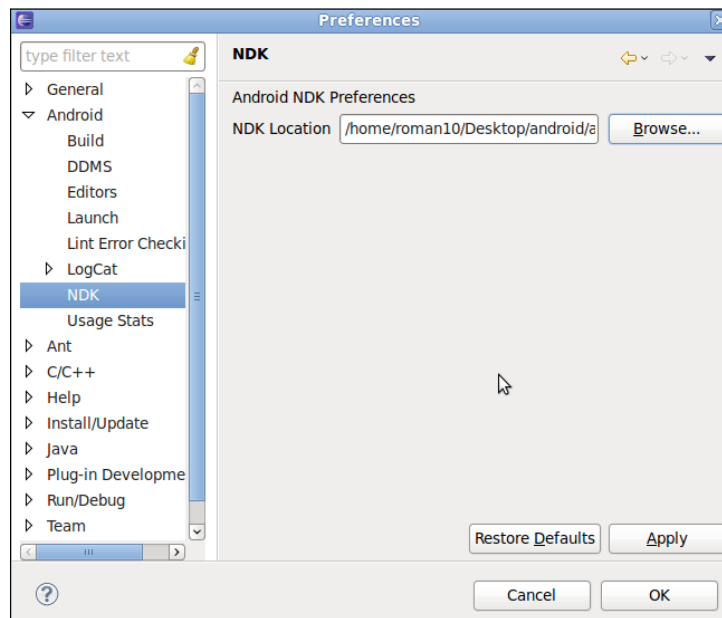 Preferences
type filter text
NDK
General
Android
Build
DDMS
Editors
Launch
Lint Error Checki
LogCat
NDK
Usage Stats
Ant
C/C++
Help
Install/Update
Java
Plug-in Developme
Run/Debug
Team
Android NDK Preferences
NDK Location /home/roman10/Desktop/android/a Browse...
Restore Defaults Apply
Cancel OK